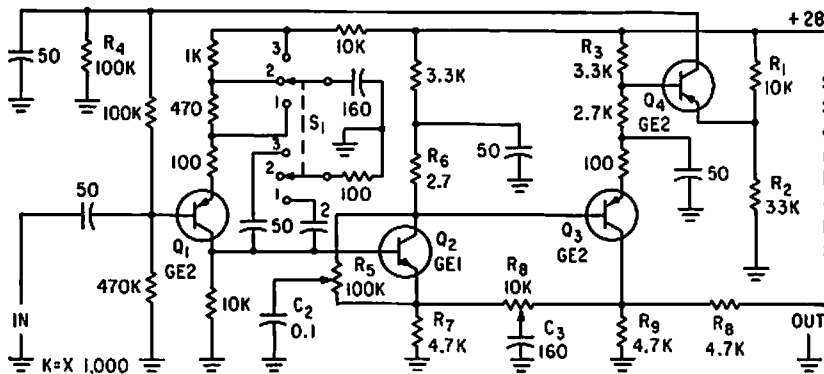 50
R4
100K
100K
50
IN
470K
K=X 1,000
1K
470
100
Q1
GE2
10K
3
2
1
S1
3
2
1
160
100
50
2
10K
3.3K
R6
2.7
50
R5
100K
C2
0.1
Q2
GE1
R7
4.7K
R8
10K
C3
160
R3
3.3K
2.7K
100
50
Q3
GE2
Q4
GE2
R9
4.7K
R8
4.7K
+28
R1
10K
R2
33K
OUT